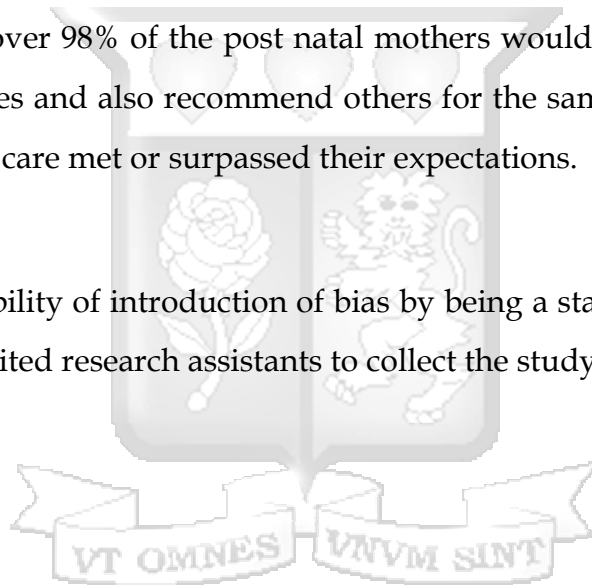 over 98% of the post natal mothers would
es and also recommend others for the sam
care met or surpassed their expectations.
bility of introduction of bias by being a sta
ited research assistants to collect the study
VT OMNES VNVM SINT